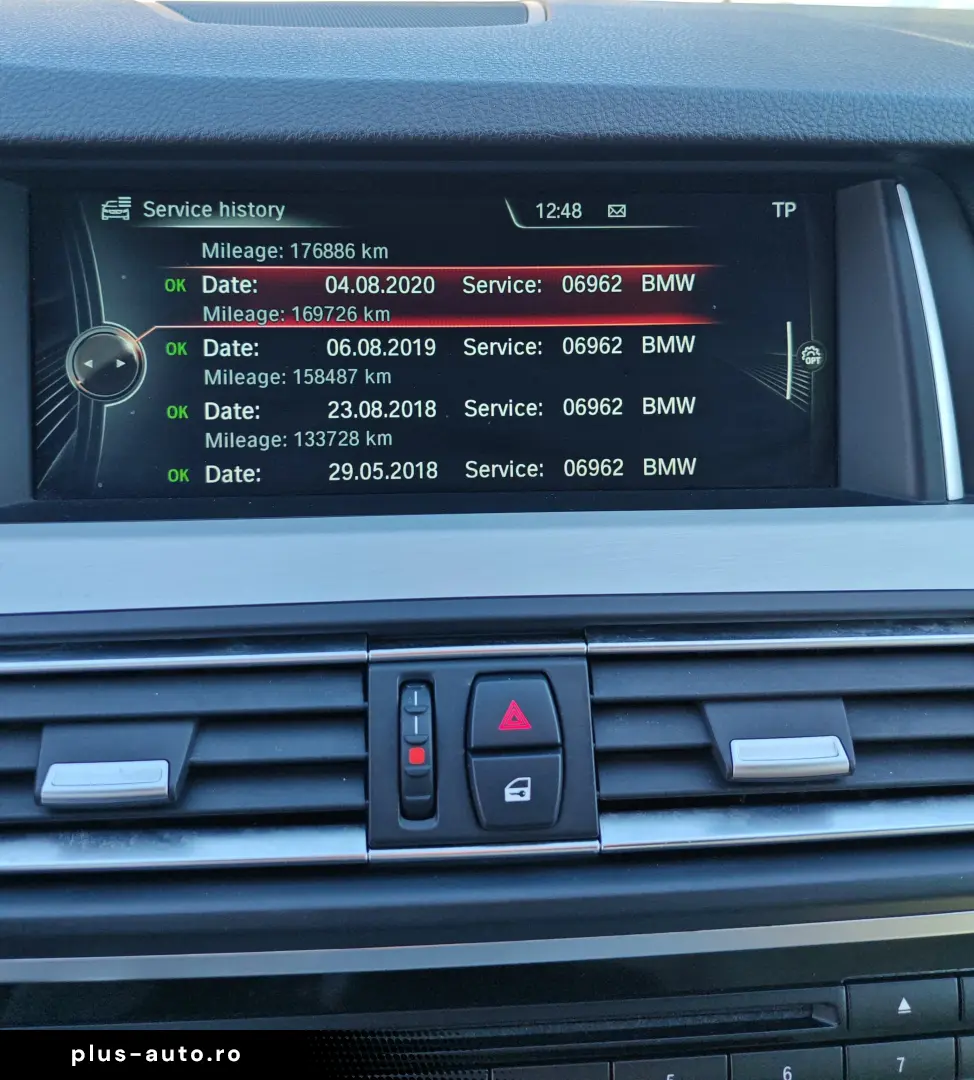 Service history 12:48 TP
Mileage: 176886 km
OK Date: 04.08.2020 Service: 06962 BMW
Mileage: 169726 km
OK Date: 06.08.2019 Service: 06962 BMW
Mileage: 158487 km
OPT
OK Date: 23.08.2018 Service: 06962 BMW
Mileage: 133728 km
OK Date: 29.05.2018 Service: 06962 BMW
plus-auto.ro
6
7